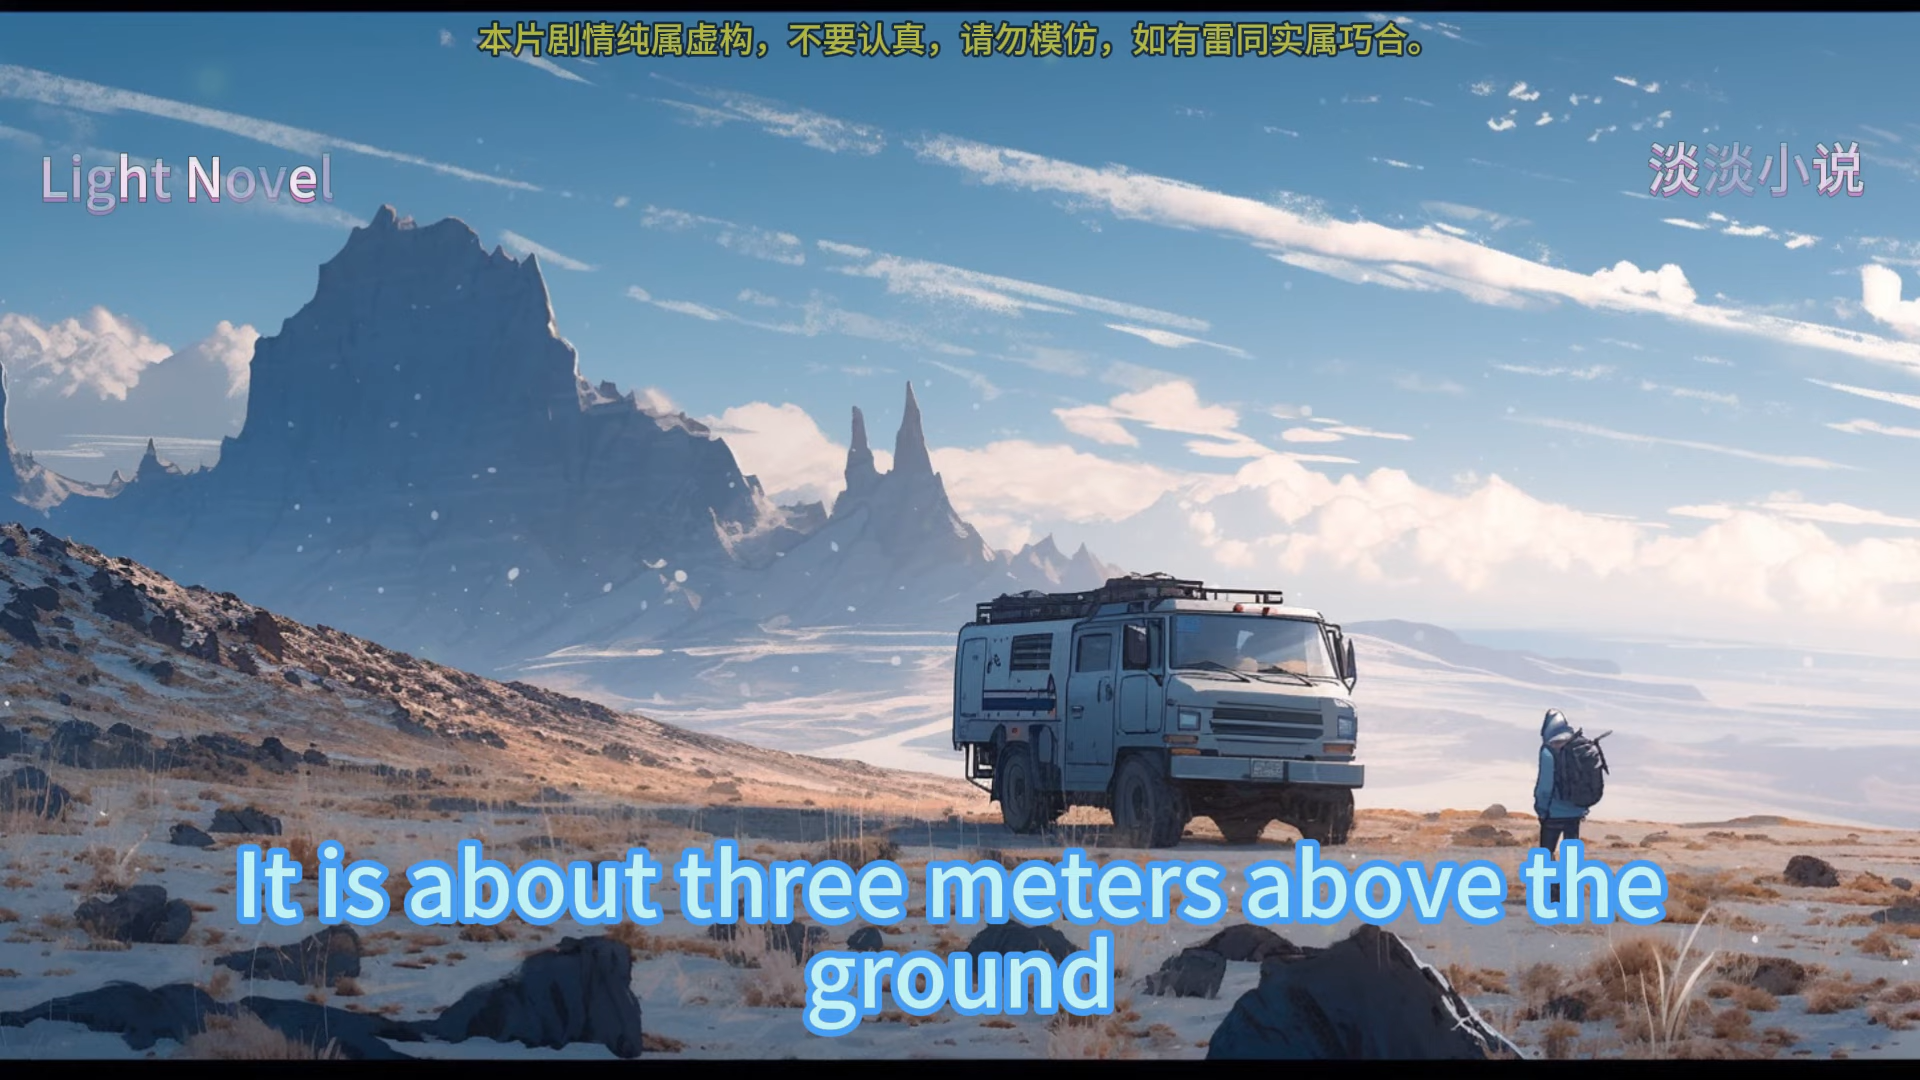 本片剧情纯属虚构，不要认真，请勿模仿，如有雷同实属巧合。
Light Novel
淡淡小说
It is about three meters above the
ground